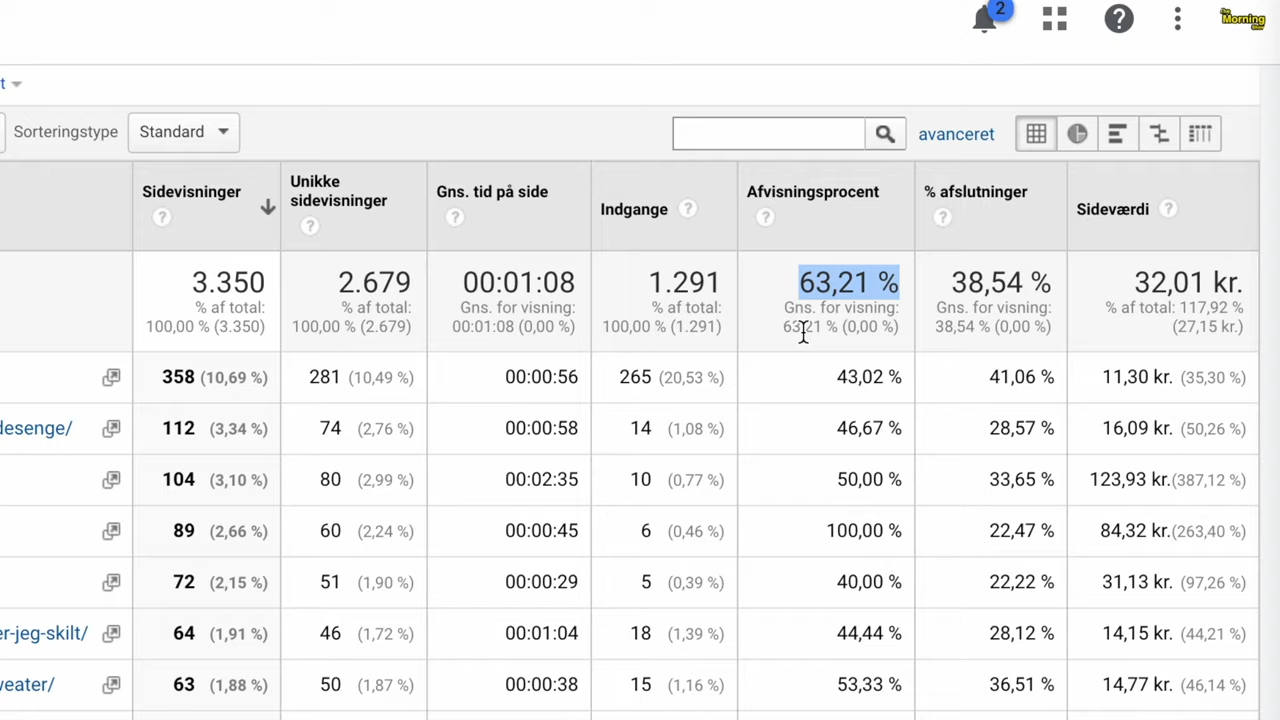 2
The Morning
t
Sorteringstype Standard avanceret
Sidevisninger Unikke sidevisninger Gns. tid på side Indgange Afvisningsprocent % afslutninger Sideværdi
3.350 2.679 00:01:08 1.291 63,21 % 38,54 % 32,01 kr.
% af total: % af total: Gns. for visning: % af total: Gns. for visning: Gns. for visning: % af total: 117,92 %
100,00 % (3.350) 100,00 % (2.679) 00:01:08 (0,00 %) 100,00 % (1.291) 63,21 % (0,00 %) 38,54 % (0,00 %) (27,15 kr.)
358 (10,69 %) 281 (10,49 %) 00:00:56 265 (20,53 %) 43,02 % 41,06 % 11,30 kr. (35,30 %)
desenge/ 112 (3,34 %) 74 (2,76 %) 00:00:58 14 (1,08 %) 46,67 % 28,57 % 16,09 kr. (50,26 %)
104 (3,10 %) 80 (2,99 %) 00:02:35 10 (0,77 %) 50,00 % 33,65 % 123,93 kr.(387,12 %)
89 (2,66 %) 60 (2,24 %) 00:00:45 6 (0,46 %) 100,00 % 22,47 % 84,32 kr.(263,40 %)
72 (2,15 %) 51 (1,90 %) 00:00:29 5 (0,39 %) 40,00 % 22,22 % 31,13 kr. (97,26 %)
er-jeg-skilt/ 64 (1,91 %) 46 (1,72 %) 00:01:04 18 (1,39 %) 44,44 % 28,12 % 14,15 kr. (44,21 %)
weater/ 63 (1,88 %) 50 (1,87 %) 00:00:38 15 (1,16 %) 53,33 % 36,51 % 14,77 kr. (46,14 %)